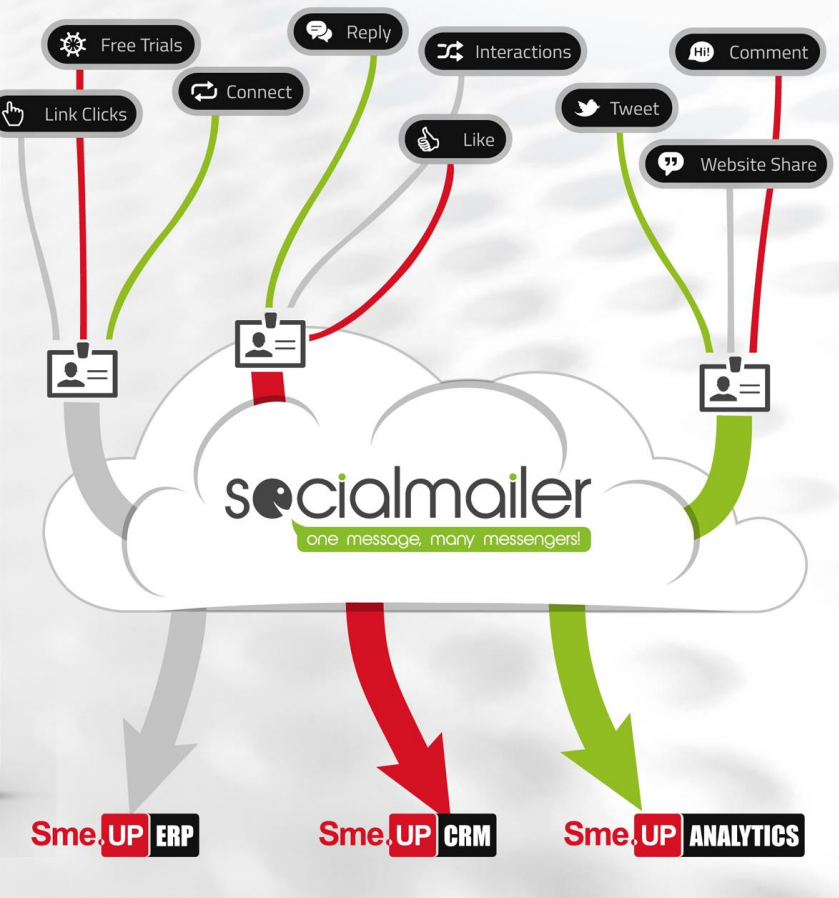 Free Trials
Link Clicks
Connect
Reply
Interactions
Like
Tweet
Hi! Comment
Website Share
socialmailer
one message, many messengers!
Sme.UP ERP
Sme.UP CRM
Sme.UP ANALYTICS